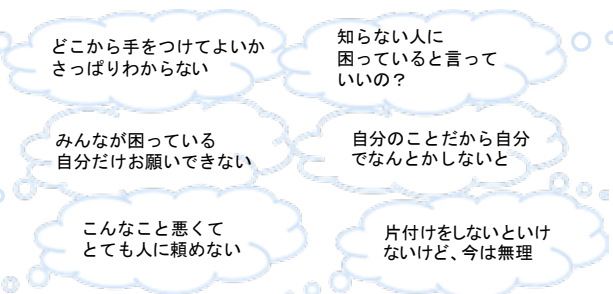 どこから手をつけてよいか
さっぱりわからない
知らない人に
困っていると言って
いいの？
みんなが困っている
自分だけお願いできない
自分のことだから自分
でなんとかしないと
こんなこと悪くて
とても人に頼めない
片付けをしないといけ
ないけど、今は無理